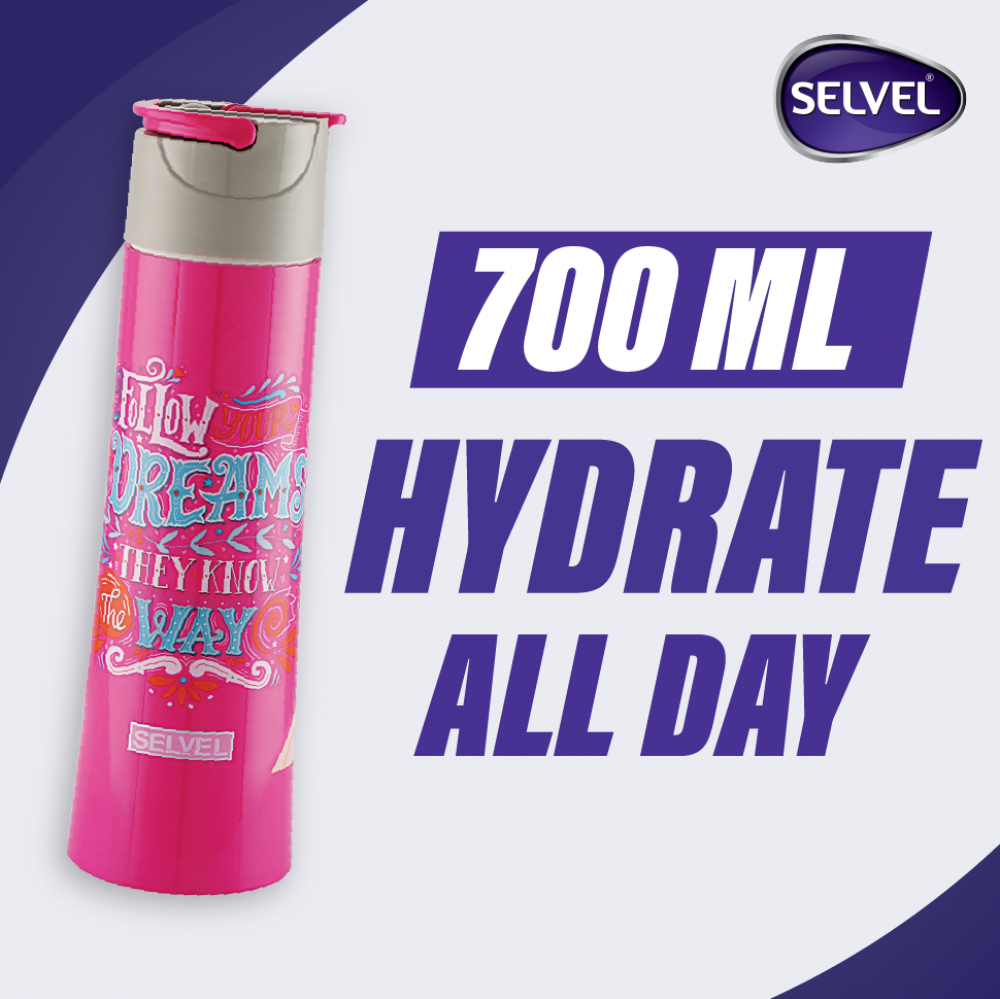 SELVEL®
700 ML
HYDRATE
ALL DAY
FOLLOW YOUR
DREAMS
THEY KNOW
The WAY
SELVEL